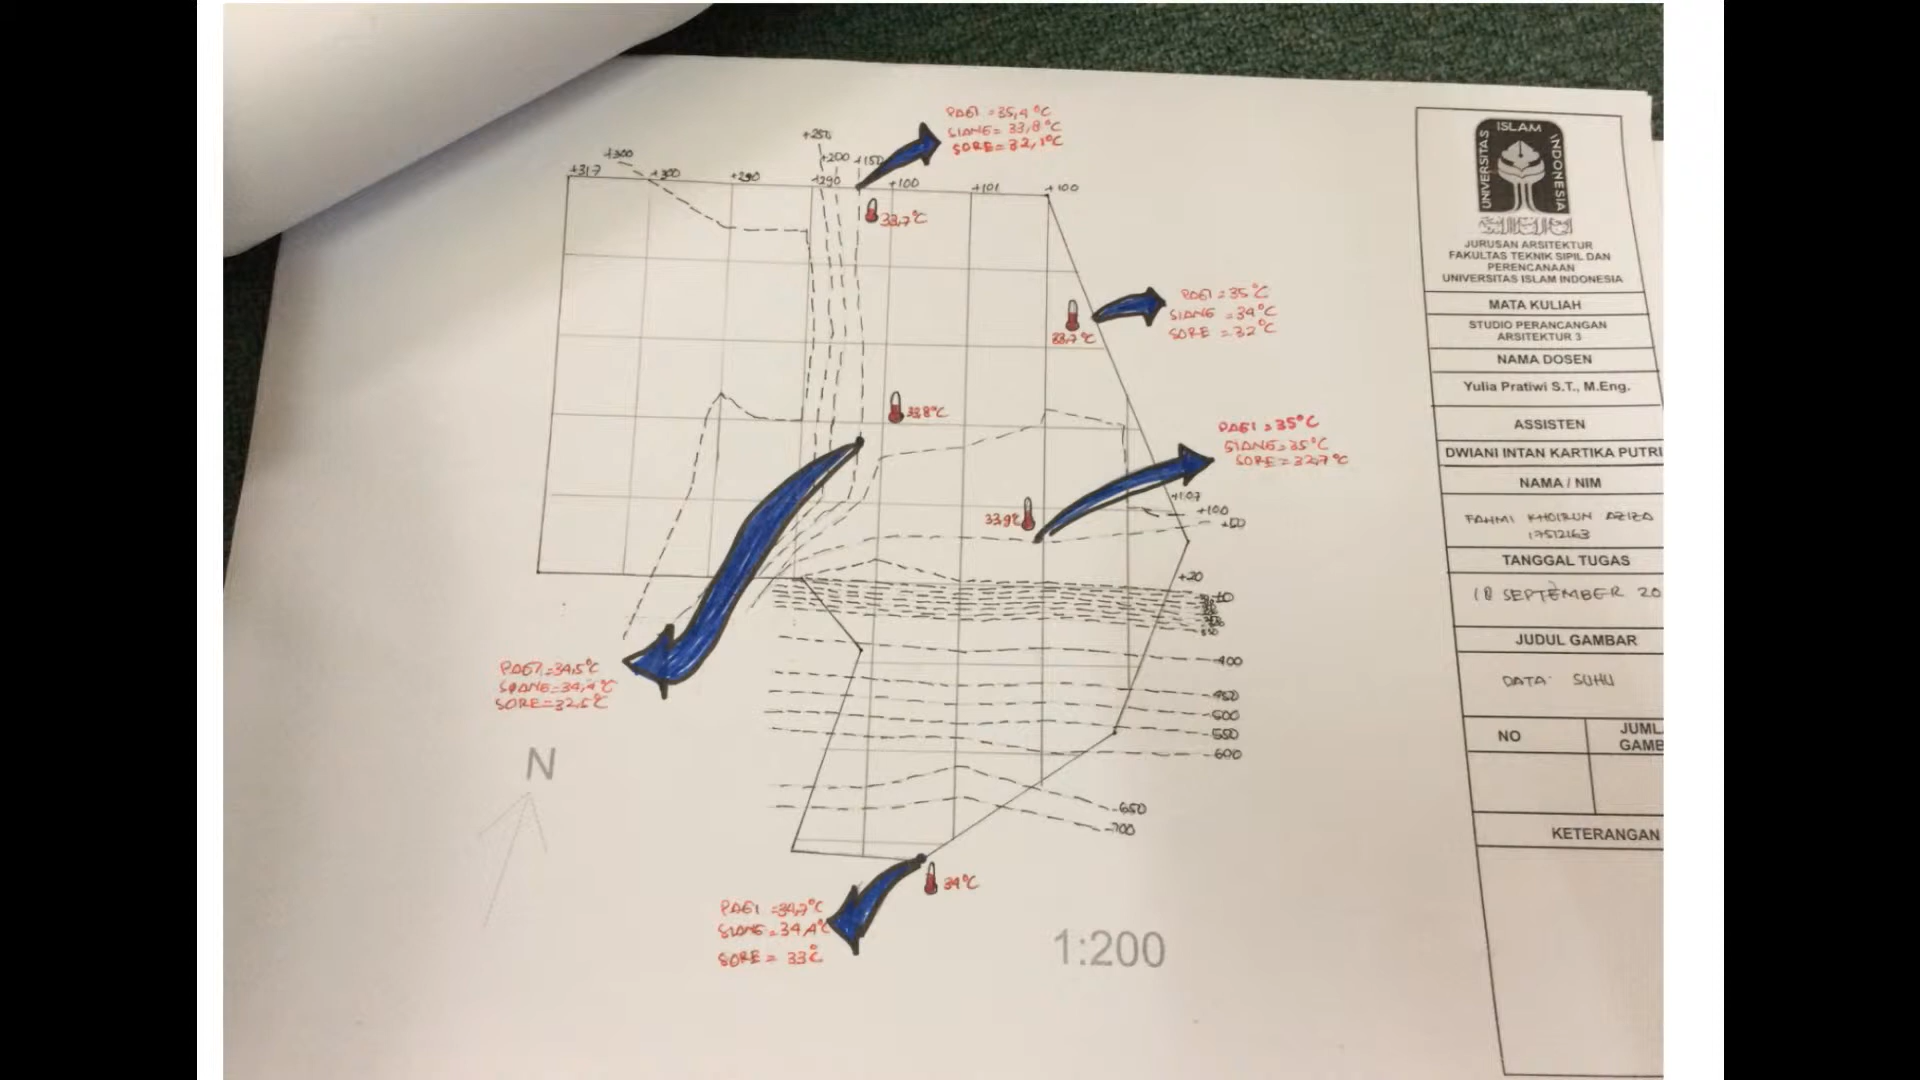 PAGI = 35,4°C
SIANG = 33,8°C
SORE = 32,1°C
+250
+300
+200
+150
+317
+300
+290
+290
+100
+101
+100
33,7°C
PAGI = 35°C
SIANG = 34°C
SORE = 32°C
33,7°C
33,8°C
PAGI = 35°C
SIANG = 35°C
SORE = 32,7°C
+107
+100
+50
33,9°C
+20
-400
-450
-500
-550
-600
-650
-700
PAGI = 34,5°C
SIANG = 34,4°C
SORE = 32,5°C
N
34°C
PAGI = 34,7°C
SIANG = 34,4°C
SORE = 33°C
1:200
UNIVERSITAS ISLAM INDONESIA
JURUSAN ARSITEKTUR
FAKULTAS TEKNIK SIPIL DAN
PERENCANAAN
UNIVERSITAS ISLAM INDONESIA
MATA KULIAH
STUDIO PERANCANGAN
ARSITEKTUR 3
NAMA DOSEN
Yulia Pratiwi S.T., M.Eng.
ASSISTEN
DWIANI INTAN KARTIKA PUTRI
NAMA / NIM
FAHMI KHOIRUN AZIZA
17512163
TANGGAL TUGAS
18 SEPTEMBER 20
JUDUL GAMBAR
DATA SUHU
NO
JUML
GAMB
KETERANGAN